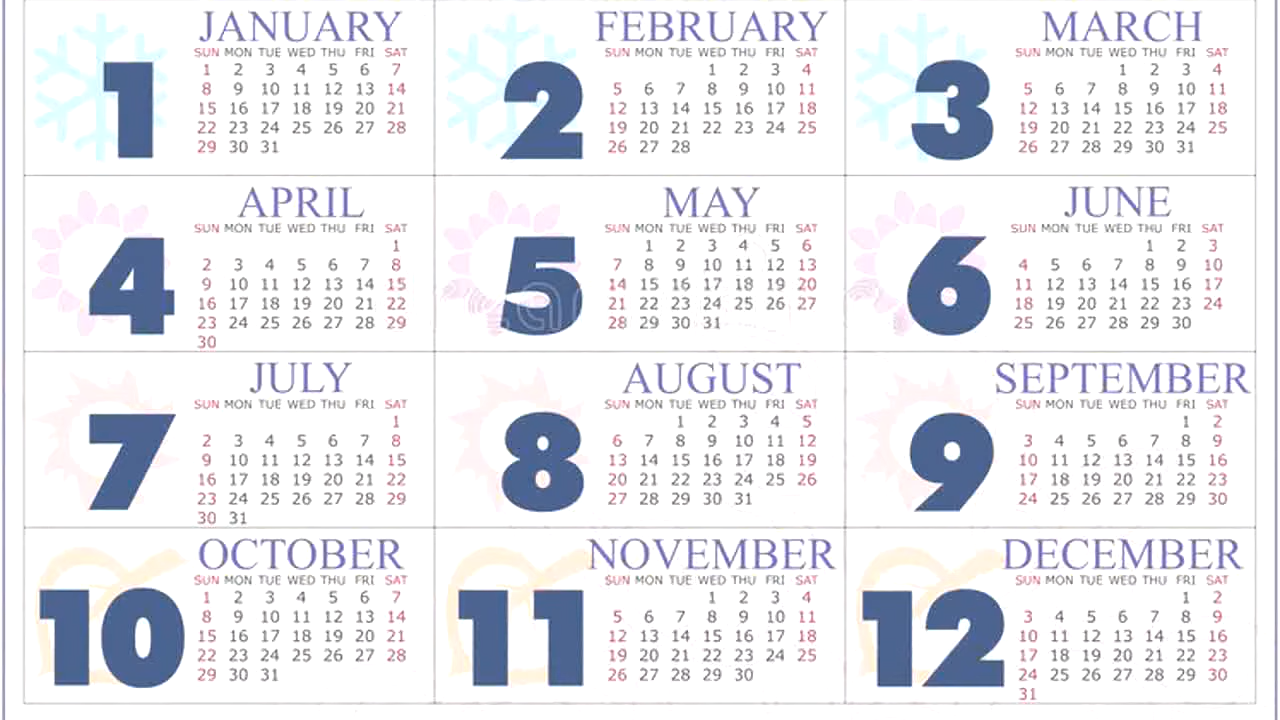 JANUARY
SUN MON TUE WED THU FRI SAT
1 2 3 4 5 6 7
1 8 9 10 11 12 13 14
15 16 17 18 19 20 21
22 23 24 25 26 27 28
29 30 31
FEBRUARY
SUN MON TUE WED THU FRI SAT
1 2 3 4
2 5 6 7 8 9 10 11
12 13 14 15 16 17 18
19 20 21 22 23 24 25
26 27 28
MARCH
SUN MON TUE WED THU FRI SAT
1 2 3 4
3 5 6 7 8 9 10 11
12 13 14 15 16 17 18
19 20 21 22 23 24 25
26 27 28 29 30 31
APRIL
SUN MON TUE WED THU FRI SAT
1
4 2 3 4 5 6 7 8
9 10 11 12 13 14 15
16 17 18 19 20 21 22
23 24 25 26 27 28 29
30
MAY
SUN MON TUE WED THU FRI SAT
1 2 3 4 5 6
5 7 8 9 10 11 12 13
14 15 16 17 18 19 20
21 22 23 24 25 26 27
28 29 30 31
JUNE
SUN MON TUE WED THU FRI SAT
1 2 3
6 4 5 6 7 8 9 10
11 12 13 14 15 16 17
18 19 20 21 22 23 24
25 26 27 28 29 30
JULY
SUN MON TUE WED THU FRI SAT
1
7 2 3 4 5 6 7 8
9 10 11 12 13 14 15
16 17 18 19 20 21 22
23 24 25 26 27 28 29
30 31
AUGUST
SUN MON TUE WED THU FRI SAT
1 2 3 4 5
8 6 7 8 9 10 11 12
13 14 15 16 17 18 19
20 21 22 23 24 25 26
27 28 29 30 31
SEPTEMBER
SUN MON TUE WED THU FRI SAT
1 2
9 3 4 5 6 7 8 9
10 11 12 13 14 15 16
17 18 19 20 21 22 23
24 25 26 27 28 29 30
OCTOBER
SUN MON TUE WED THU FRI SAT
1 2 3 4 5 6 7
10 8 9 10 11 12 13 14
15 16 17 18 19 20 21
22 23 24 25 26 27 28
29 30 31
NOVEMBER
SUN MON TUE WED THU FRI SAT
1 2 3 4
11 5 6 7 8 9 10 11
12 13 14 15 16 17 18
19 20 21 22 23 24 25
26 27 28 29 30
DECEMBER
SUN MON TUE WED THU FRI SAT
1 2
12 3 4 5 6 7 8 9
10 11 12 13 14 15 16
17 18 19 20 21 22 23
24 25 26 27 28 29 30
31